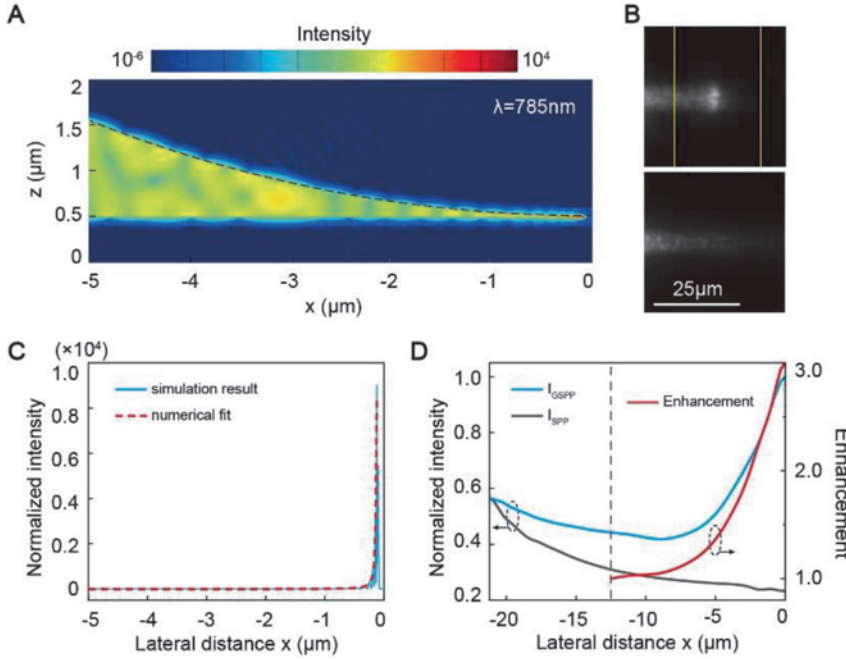 A
Intensity
10-6
104
λ=785nm
2
1.5
1
0.5
0
z (μm)
-5
-4
-3
-2
-1
0
x (μm)
B
25μm
C
(×10⁴)
1.0
0.8
0.6
0.4
0.2
0
Normalized intensity
simulation result
numerical fit
-5
-4
-3
-2
-1
0
Lateral distance x (μm)
D
1.0
0.8
0.6
0.4
0.2
Normalized intensity
IGSPP
ISPP
Enhancement
3.0
2.0
1.0
Enhancement
-20
-15
-10
-5
0
Lateral distance x (μm)